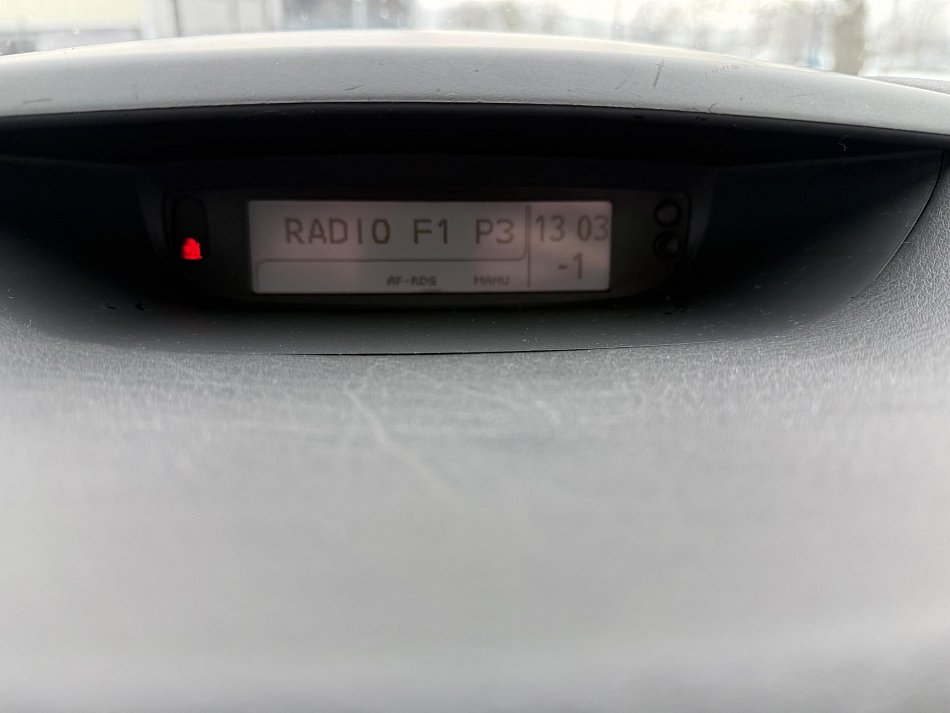 RADIO F1 P3
13 03
-1
AF-RDS MANU